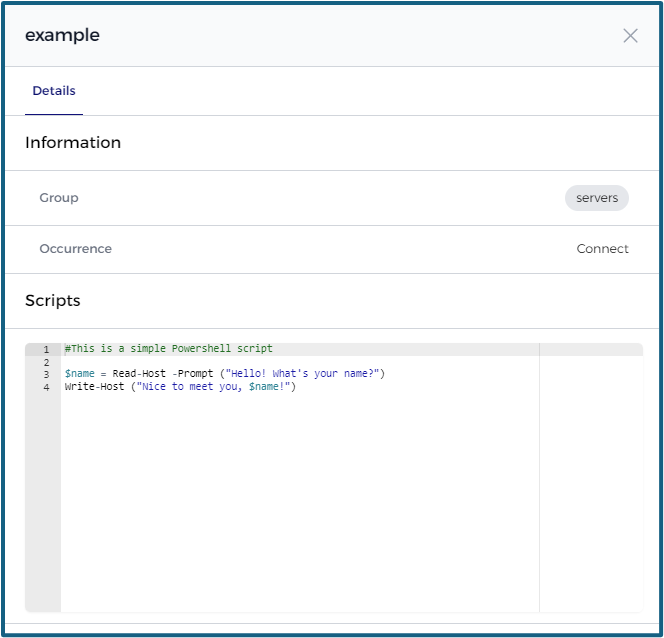 example
Details
Information
Group
servers
Occurrence
Connect
Scripts
1 #This is a simple Powershell script
2
3 $name = Read-Host -Prompt ("Hello! What's your name?")
4 Write-Host ("Nice to meet you, $name!")